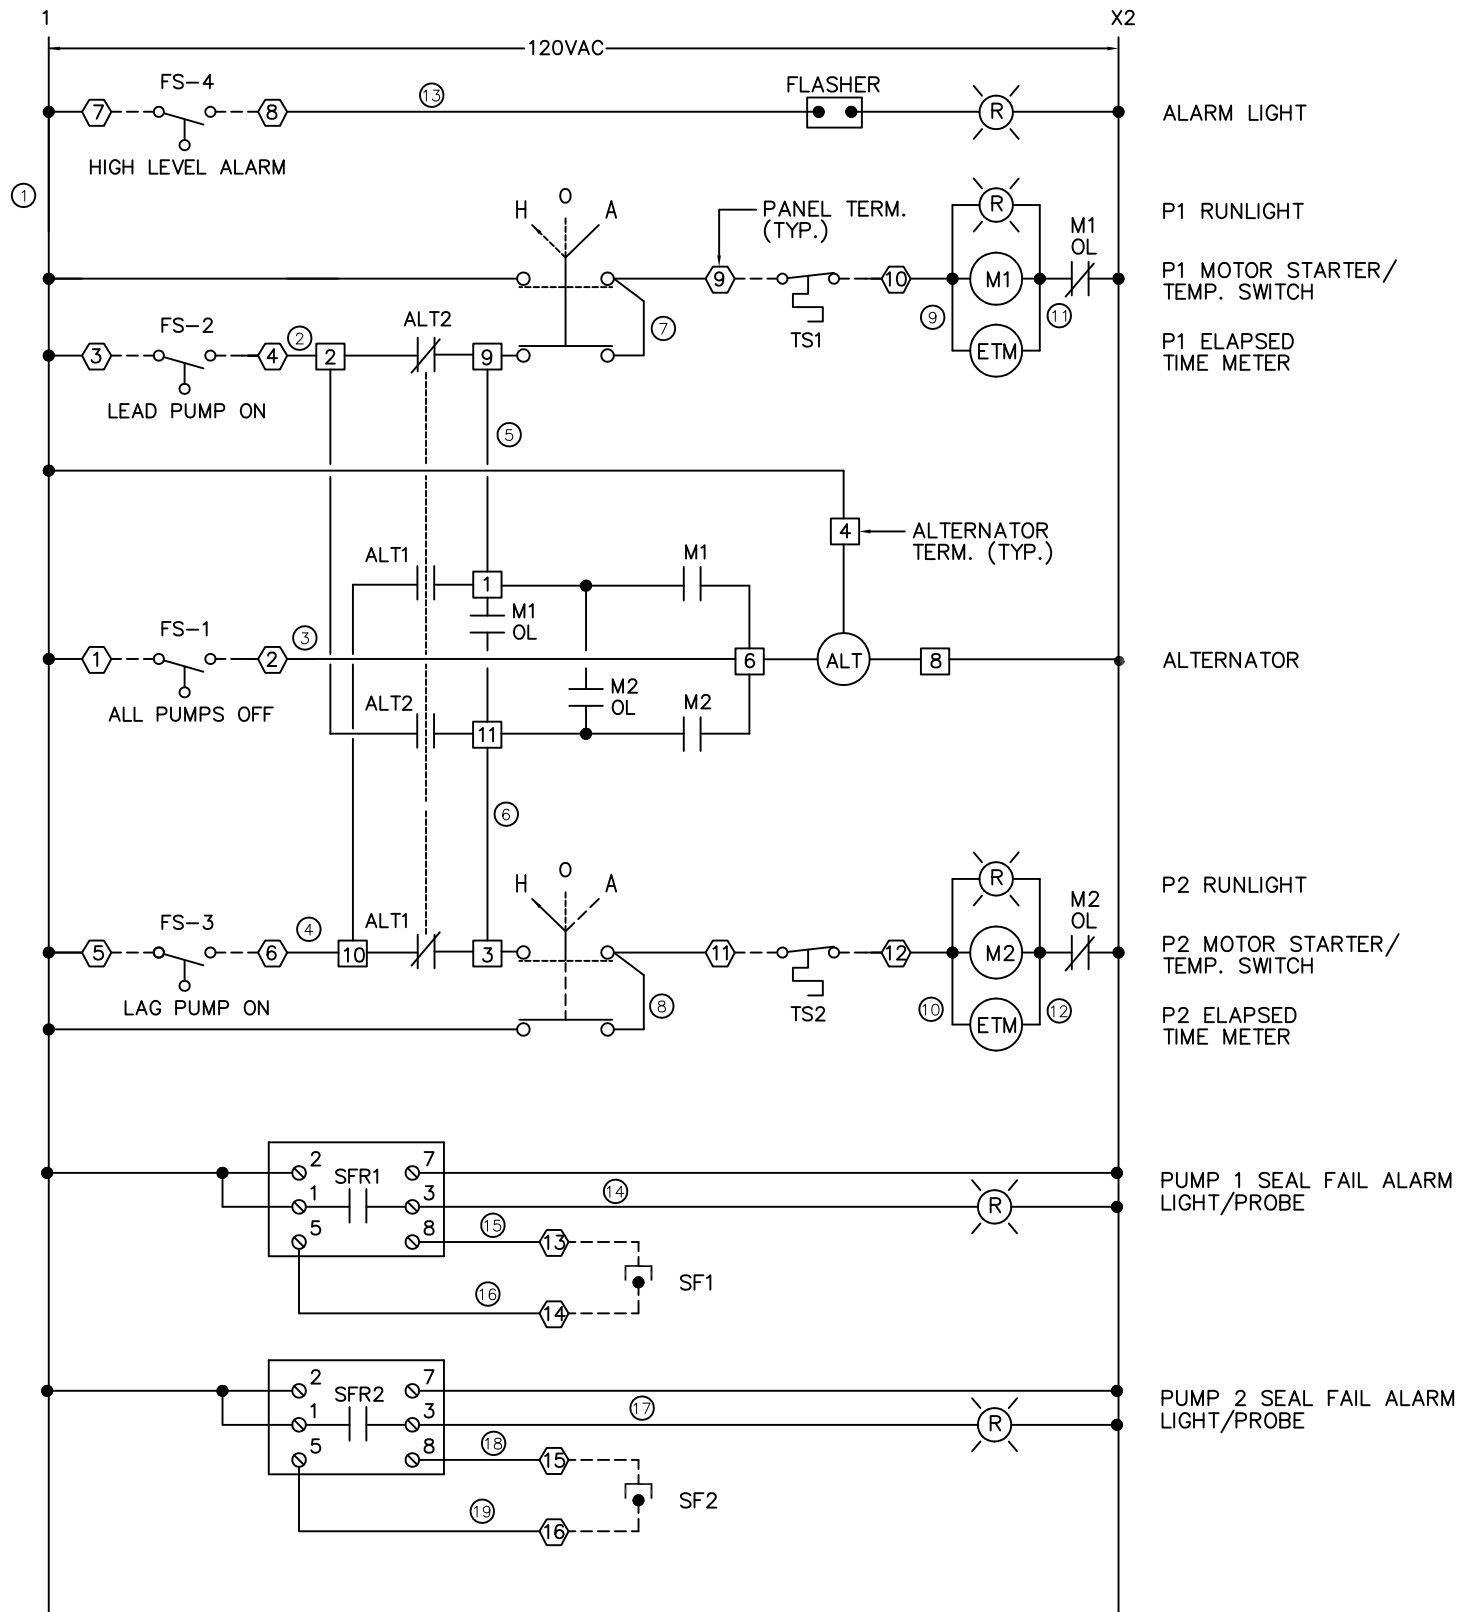 1
X2
120VAC
FS-4
7
8
13
FLASHER
R
ALARM LIGHT
HIGH LEVEL ALARM
1
H
O
A
PANEL TERM.
(TYP.)
R
P1 RUNLIGHT
M1
OL
9
TS1
10
9
M1
11
P1 MOTOR STARTER/
TEMP. SWITCH
FS-2
3
4
2
2
ALT2
9
7
ETM
P1 ELAPSED
TIME METER
LEAD PUMP ON
5
4
ALTERNATOR
TERM. (TYP.)
ALT1
1
M1
M1
OL
FS-1
1
2
3
6
ALT
8
ALTERNATOR
ALL PUMPS OFF
ALT2
M2
OL
M2
11
6
H
O
A
R
P2 RUNLIGHT
M2
OL
FS-3
5
6
4
10
ALT1
3
11
TS2
12
M2
P2 MOTOR STARTER/
TEMP. SWITCH
LAG PUMP ON
8
10
ETM
12
P2 ELAPSED
TIME METER
2
SFR1
7
1
3
14
R
PUMP 1 SEAL FAIL ALARM
LIGHT/PROBE
5
8
15
13
SF1
16
14
2
SFR2
7
1
3
17
R
PUMP 2 SEAL FAIL ALARM
LIGHT/PROBE
5
8
18
15
SF2
19
16